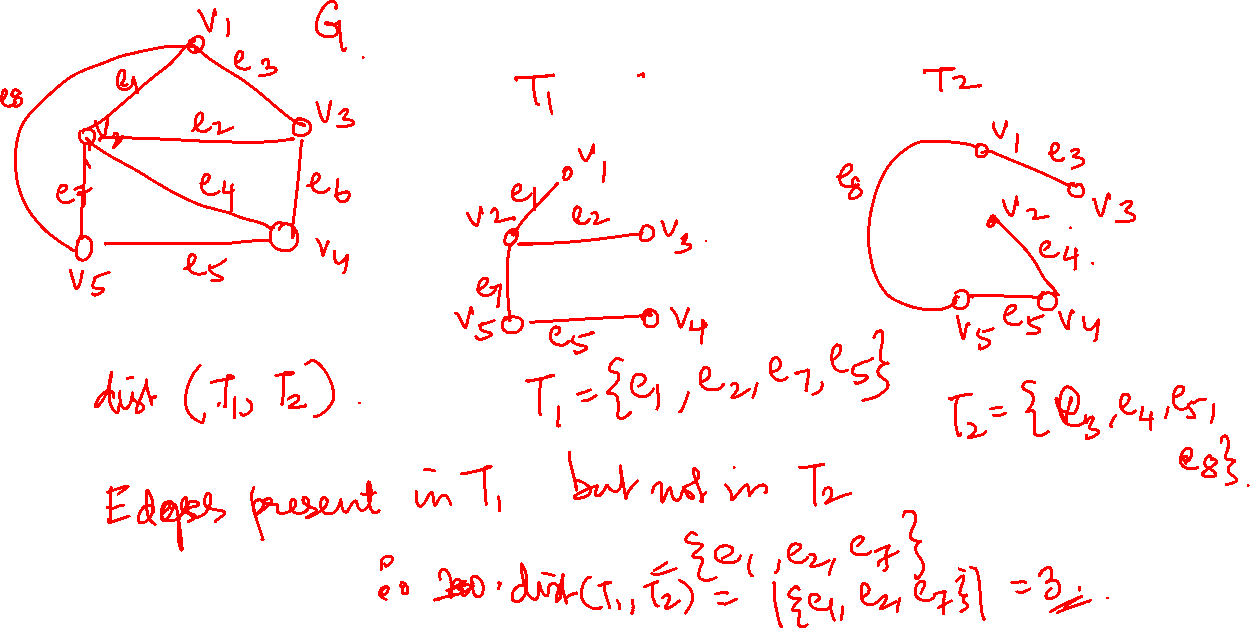 G
v1
e1
e3
e8
v2
e2
v3
e7
e4
e6
v5
e5
v4
T1
v1
e1
v2
e2
v3
e7
v5
e5
v4
T2
v1
e3
e8
v2
v3
e4
v5
e5
v4
dist (T1, T2).
T1 = {e1, e2, e7, e5}
T2 = {e3, e4, e5,
e8}.
Edges present in T1 but not in T2
= {e1, e2, e7}
∴ dist(T1, T2) = |{e1, e2, e7}| = 3.